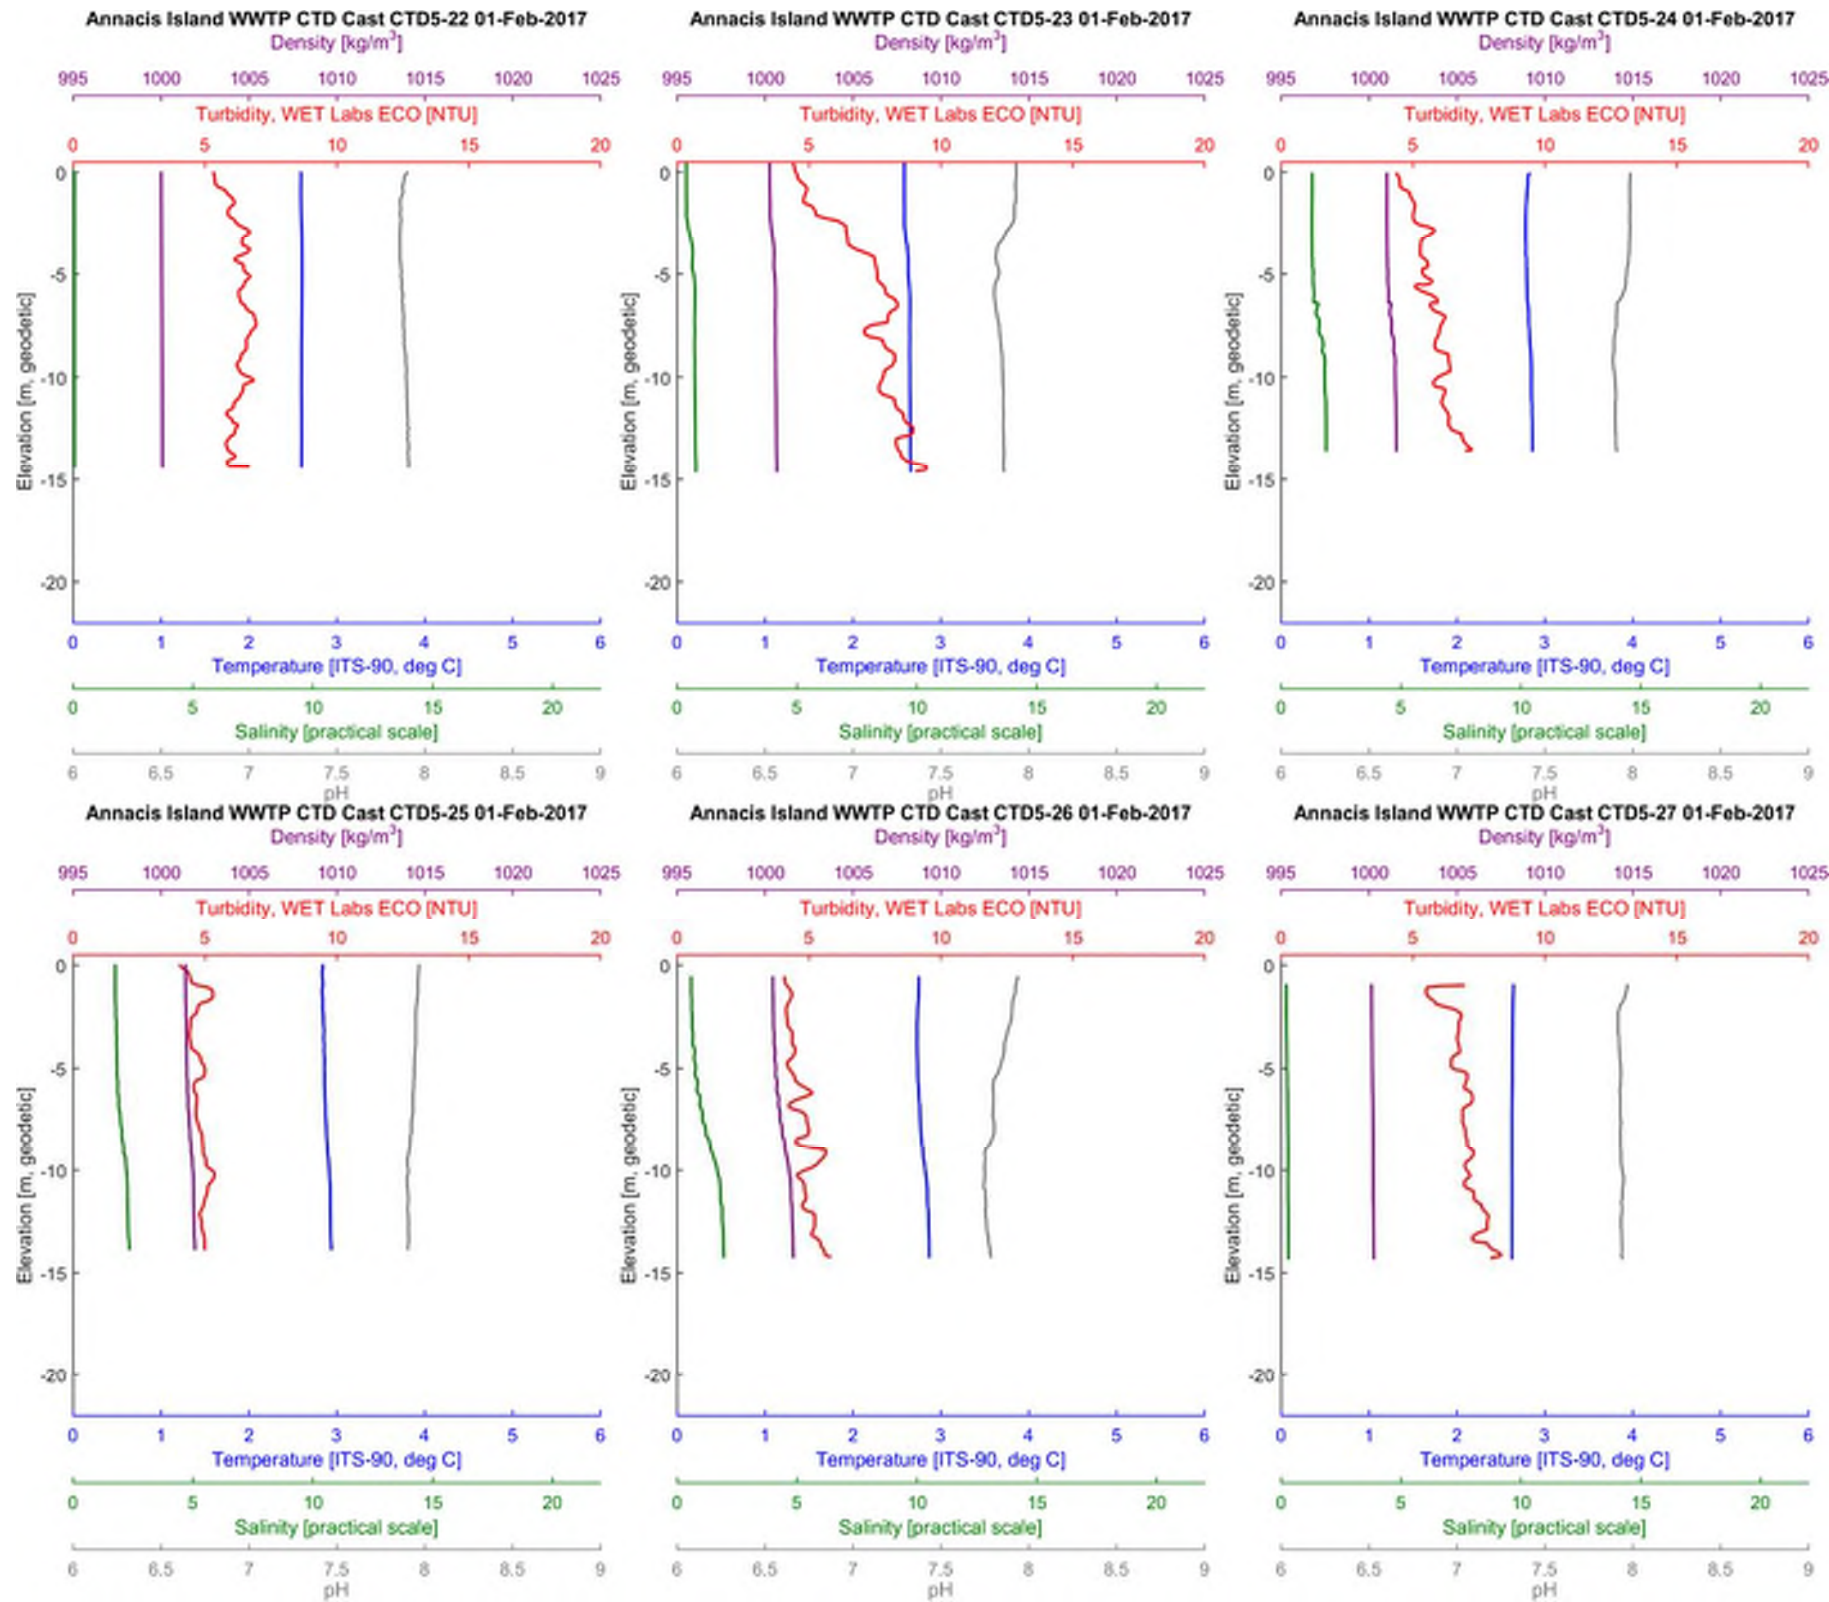 Annacis Island WWTP CTD Cast CTD5-22 01-Feb-2017
Density [kg/m³]
995 1000 1005 1010 1015 1020 1025
Turbidity, WET Labs ECO [NTU]
0 5 10 15 20
Elevation [m, geodetic]
0
-5
-10
-15
-20
0 1 2 3 4 5 6
Temperature [ITS-90, deg C]
0 5 10 15 20
Salinity [practical scale]
6 6.5 7 7.5 8 8.5 9
pH
Annacis Island WWTP CTD Cast CTD5-23 01-Feb-2017
Density [kg/m³]
995 1000 1005 1010 1015 1020 1025
Turbidity, WET Labs ECO [NTU]
0 5 10 15 20
Elevation [m, geodetic]
0
-5
-10
-15
-20
0 1 2 3 4 5 6
Temperature [ITS-90, deg C]
0 5 10 15 20
Salinity [practical scale]
6 6.5 7 7.5 8 8.5 9
pH
Annacis Island WWTP CTD Cast CTD5-24 01-Feb-2017
Density [kg/m³]
995 1000 1005 1010 1015 1020 1025
Turbidity, WET Labs ECO [NTU]
0 5 10 15 20
Elevation [m, geodetic]
0
-5
-10
-15
-20
0 1 2 3 4 5 6
Temperature [ITS-90, deg C]
0 5 10 15 20
Salinity [practical scale]
6 6.5 7 7.5 8 8.5 9
pH
Annacis Island WWTP CTD Cast CTD5-25 01-Feb-2017
Density [kg/m³]
995 1000 1005 1010 1015 1020 1025
Turbidity, WET Labs ECO [NTU]
0 5 10 15 20
Elevation [m, geodetic]
0
-5
-10
-15
-20
0 1 2 3 4 5 6
Temperature [ITS-90, deg C]
0 5 10 15 20
Salinity [practical scale]
6 6.5 7 7.5 8 8.5 9
pH
Annacis Island WWTP CTD Cast CTD5-26 01-Feb-2017
Density [kg/m³]
995 1000 1005 1010 1015 1020 1025
Turbidity, WET Labs ECO [NTU]
0 5 10 15 20
Elevation [m, geodetic]
0
-5
-10
-15
-20
0 1 2 3 4 5 6
Temperature [ITS-90, deg C]
0 5 10 15 20
Salinity [practical scale]
6 6.5 7 7.5 8 8.5 9
pH
Annacis Island WWTP CTD Cast CTD5-27 01-Feb-2017
Density [kg/m³]
995 1000 1005 1010 1015 1020 1025
Turbidity, WET Labs ECO [NTU]
0 5 10 15 20
Elevation [m, geodetic]
0
-5
-10
-15
-20
0 1 2 3 4 5 6
Temperature [ITS-90, deg C]
0 5 10 15 20
Salinity [practical scale]
6 6.5 7 7.5 8 8.5 9
pH